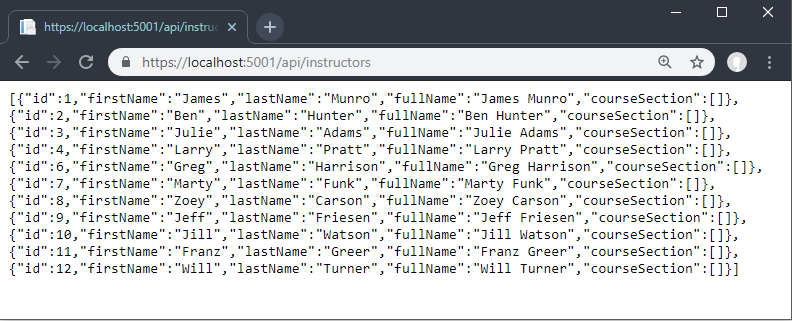 https://localhost:5001/api/instruc
https://localhost:5001/api/instructors
[{"id":1,"firstName":"James","lastName":"Munro","fullName":"James Munro","courseSection":[]},
{"id":2,"firstName":"Ben","lastName":"Hunter","fullName":"Ben Hunter","courseSection":[]},
{"id":3,"firstName":"Julie","lastName":"Adams","fullName":"Julie Adams","courseSection":[]},
{"id":4,"firstName":"Larry","lastName":"Pratt","fullName":"Larry Pratt","courseSection":[]},
{"id":6,"firstName":"Greg","lastName":"Harrison","fullName":"Greg Harrison","courseSection":[]},
{"id":7,"firstName":"Marty","lastName":"Funk","fullName":"Marty Funk","courseSection":[]},
{"id":8,"firstName":"Zoey","lastName":"Carson","fullName":"Zoey Carson","courseSection":[]},
{"id":9,"firstName":"Jeff","lastName":"Friesen","fullName":"Jeff Friesen","courseSection":[]},
{"id":10,"firstName":"Jill","lastName":"Watson","fullName":"Jill Watson","courseSection":[]},
{"id":11,"firstName":"Franz","lastName":"Greer","fullName":"Franz Greer","courseSection":[]},
{"id":12,"firstName":"Will","lastName":"Turner","fullName":"Will Turner","courseSection":[]}]